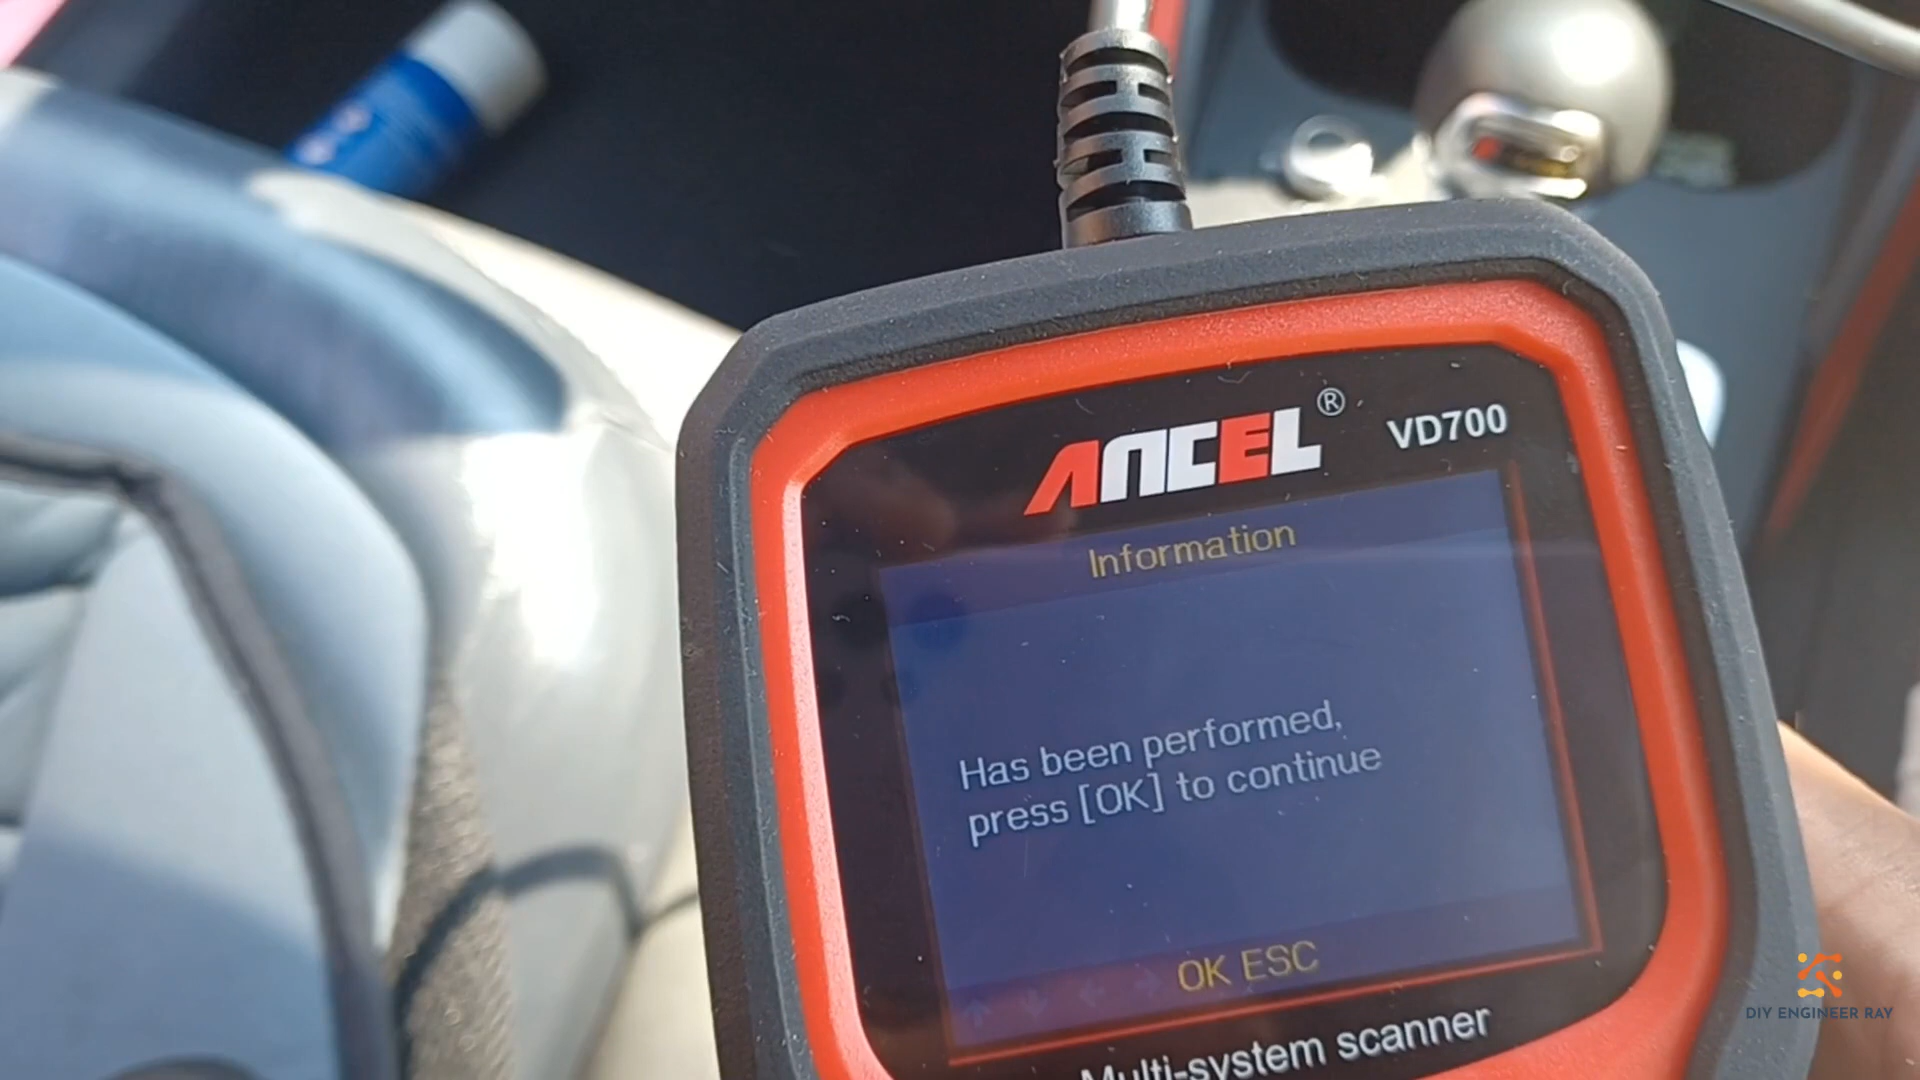 ANCEL®
VD700
Information
Has been performed,
press [OK] to continue
OK ESC
Multi-system scanner
DIY ENGINEER RAY